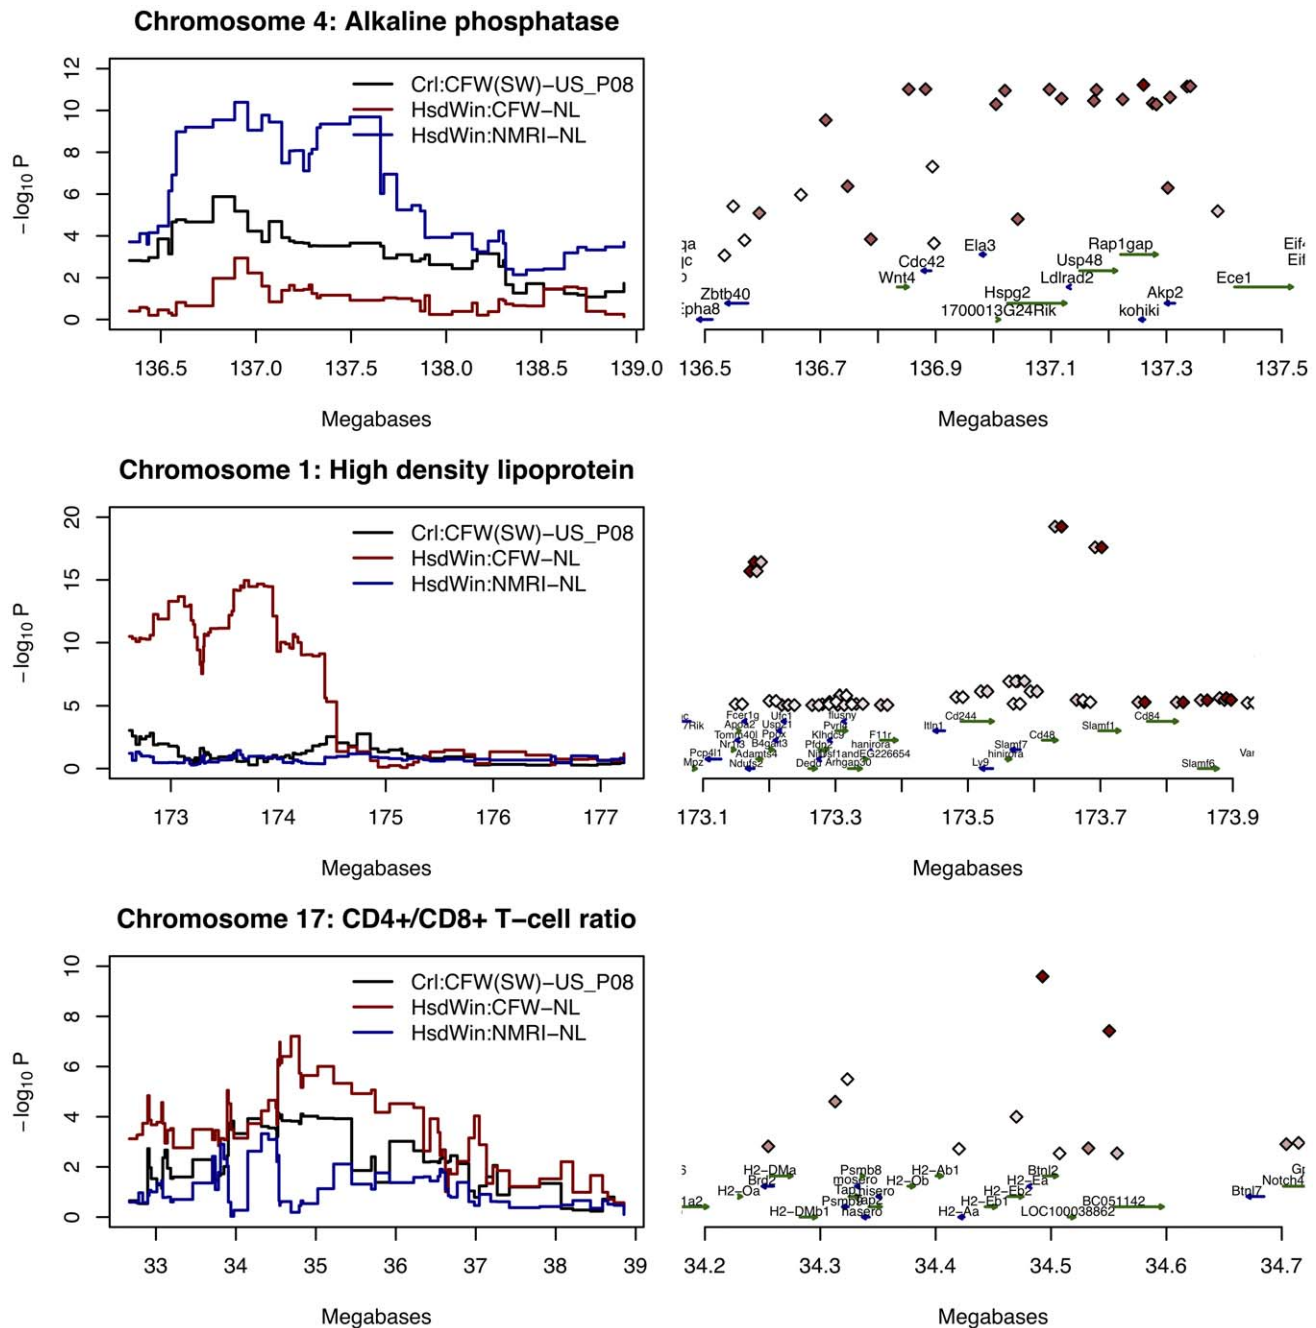 Chromosome 4: Alkaline phosphatase
12
10
8
6
4
2
0
−log10 P
Crl:CFW(SW)−US_P08
HsdWin:CFW−NL
HsdWin:NMRI−NL
136.5 137.0 137.5 138.0 138.5 139.0
Megabases
Ela3
Rap1gap
Cdc42
Usp48
Wnt4
Ldlrad2
Ece1
Zbtb40
Hspg2
Akp2
1700013G24Rik
kohiki
136.5 136.7 136.9 137.1 137.3 137.5
Megabases
Chromosome 1: High density lipoprotein
20
15
10
5
0
−log10 P
Crl:CFW(SW)−US_P08
HsdWin:CFW−NL
HsdWin:NMRI−NL
173 174 175 176 177
Megabases
Fcer1g Ufc1 Cd244 Cd84
7Rik Itln1 Slamf1
B4galt3 Klhdc9 F11r Cd48
Pcp4l1 Adamts4 hanirora Slamf7
Mpz Ndufs2 Dedd Arhgap30 Ly9 Slamf6
173.1 173.3 173.5 173.7 173.9
Megabases
Chromosome 17: CD4+/CD8+ T−cell ratio
10
8
6
4
2
0
−log10 P
Crl:CFW(SW)−US_P08
HsdWin:CFW−NL
HsdWin:NMRI−NL
33 34 35 36 37 38 39
Megabases
H2−DMa Psmb8 H2−Ab1 Btnl2
Brd2 mosero H2−Ob H2−Ea Notch4
H2−Oa H2−Eb2 Btnl7
1a2 H2−Eb1 BC051142
H2−DMb1 hasero H2−Aa LOC100038862
34.2 34.3 34.4 34.5 34.6 34.7
Megabases